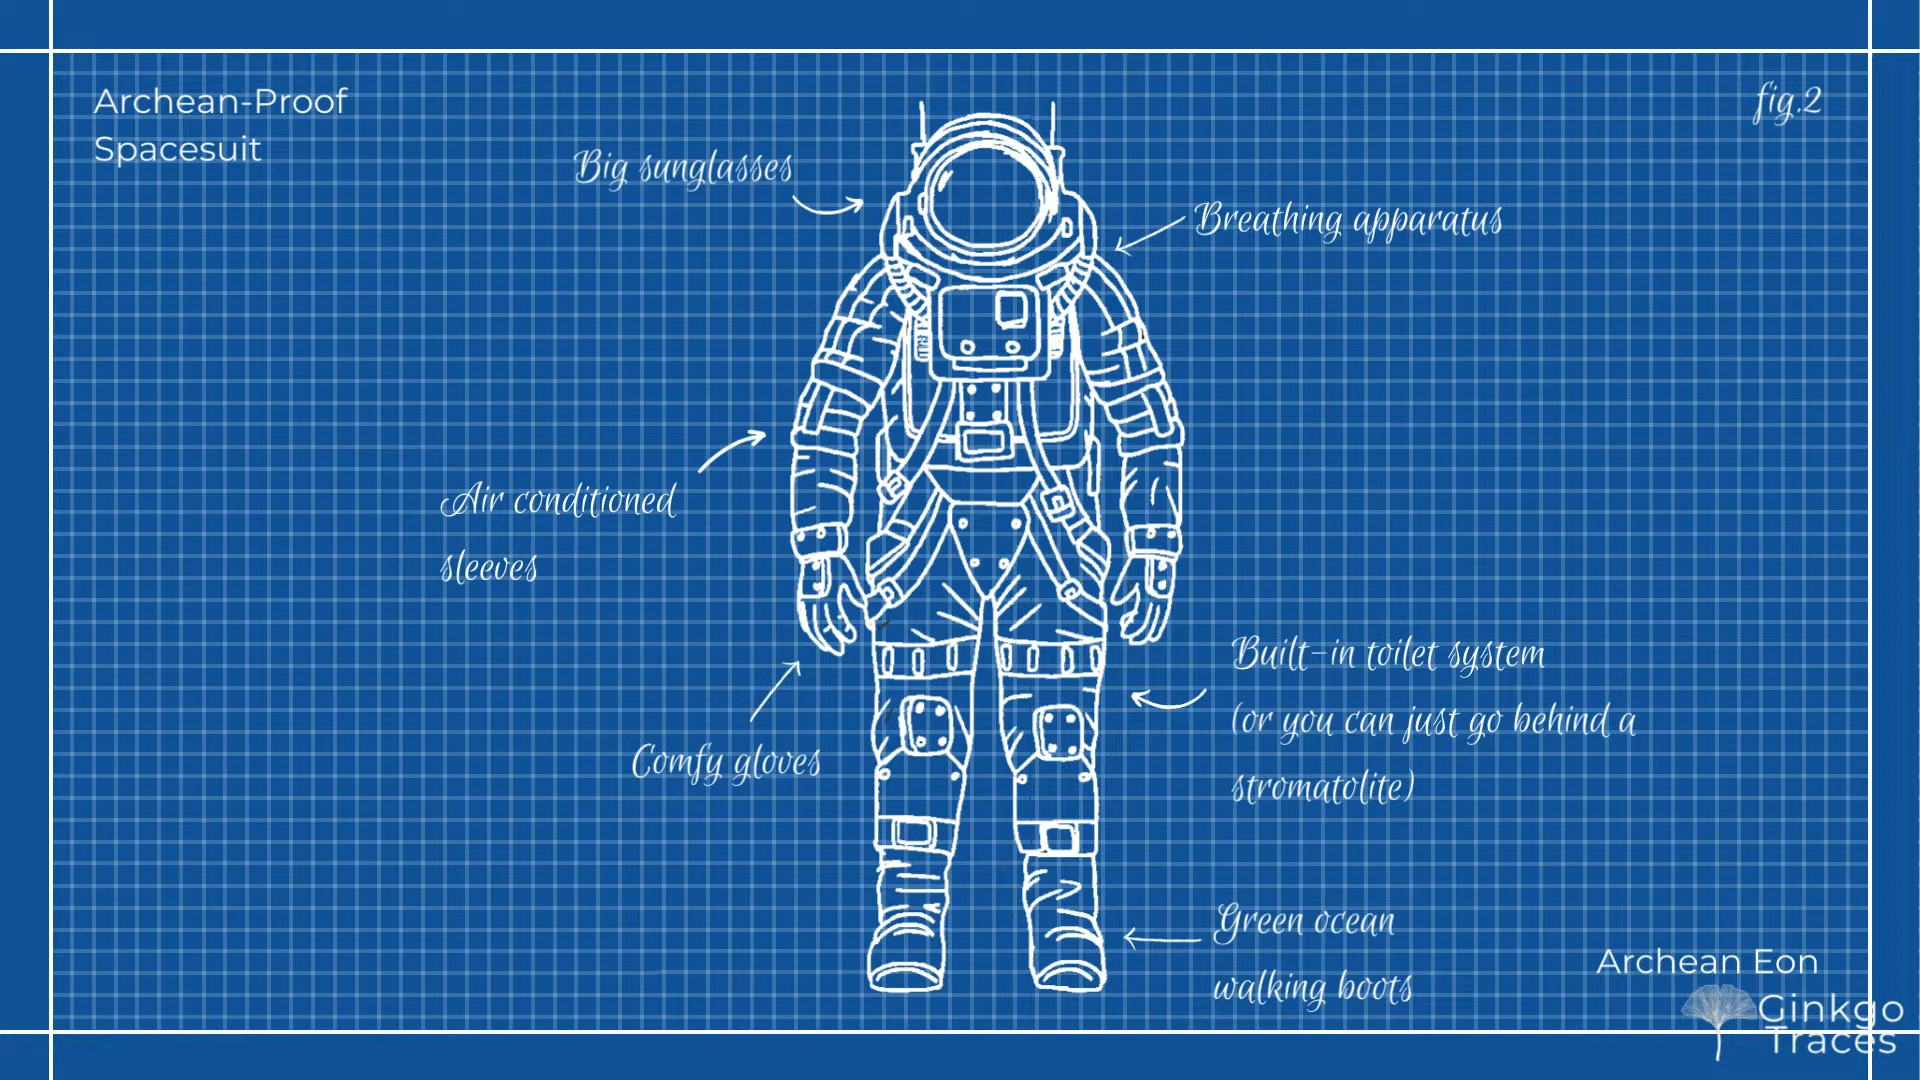 Archean-Proof
Spacesuit
fig.2
Big sunglasses
Breathing apparatus
Air conditioned
sleeves
Built-in toilet system
(or you can just go behind a
stromatolite)
Comfy gloves
Green ocean
walking boots
Archean Eon
Ginkgo
Traces